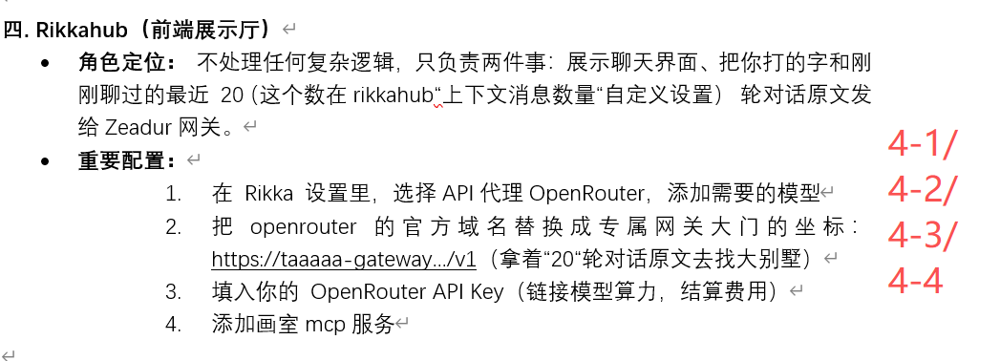 四. Rikkahub（前端展示厅）
• 角色定位： 不处理任何复杂逻辑，只负责两件事：展示聊天界面、把你打的字和刚
刚聊过的最近 20（这个数在 rikkahub“上下文消息数量“自定义设置） 轮对话原文发
给 Zeadur 网关。
• 重要配置：
1. 在 Rikka 设置里，选择 API 代理 OpenRouter，添加需要的模型
2. 把 openrouter 的官方域名替换成专属网关大门的坐标：
https://taaaaa-gateway.../v1（拿着“20“轮对话原文去找大别墅）
3. 填入你的 OpenRouter API Key（链接模型算力，结算费用）
4. 添加画室 mcp 服务
4-1/
4-2/
4-3/
4-4